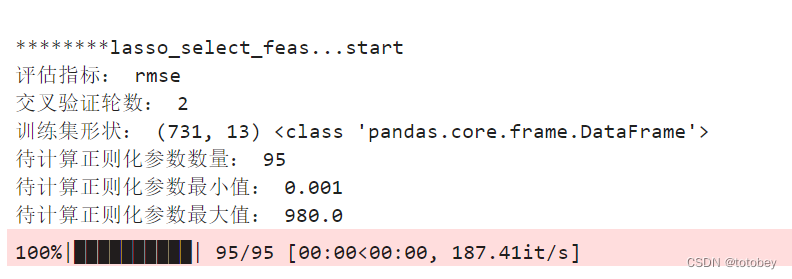 ********lasso_select_feas...start
评估指标： rmse
交叉验证轮数： 2
训练集形状： (731, 13) <class 'pandas.core.frame.DataFrame'>
待计算正则化参数数量： 95
待计算正则化参数最小值： 0.001
待计算正则化参数最大值： 980.0
100%|██████████| 95/95 [00:00<00:00, 187.41it/s]
CSDN @totobey